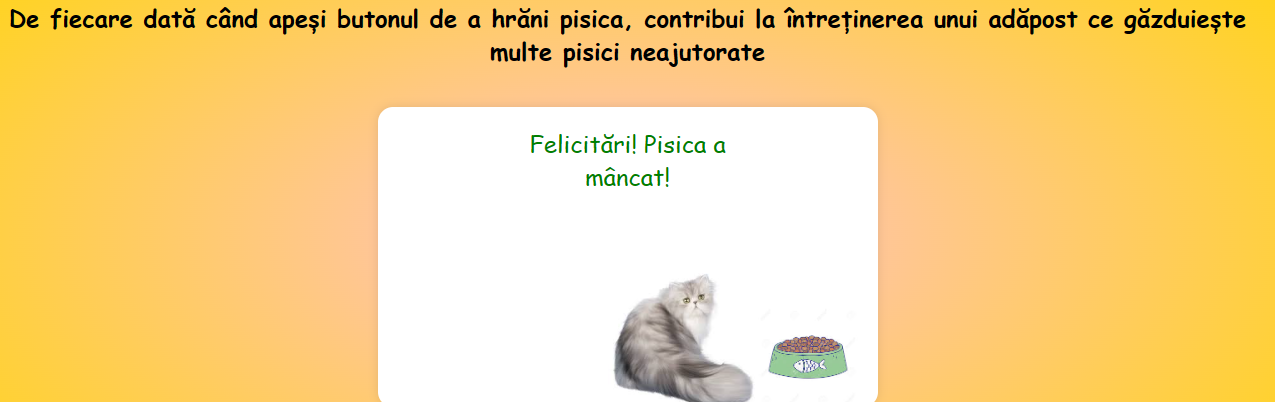 De fiecare dată când apeși butonul de a hrăni pisica, contribui la întreținerea unui adăpost ce găzduiește
multe pisici neajutorate
Felicitări! Pisica a
mâncat!